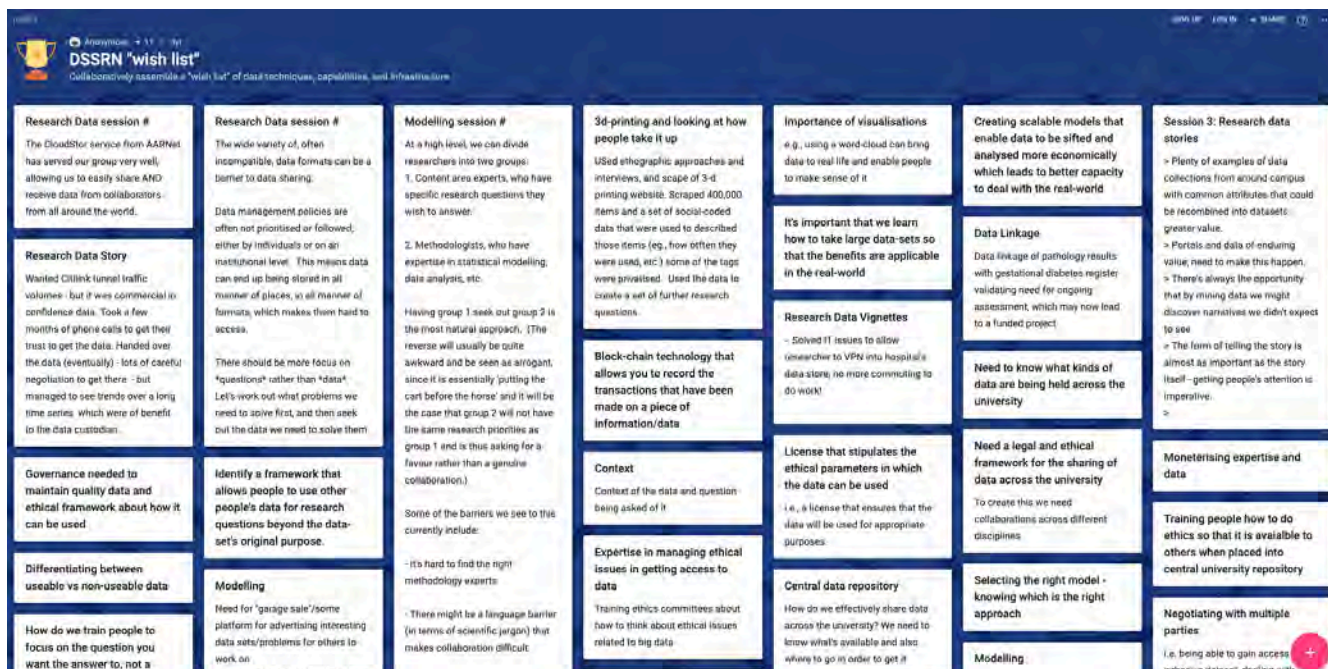 SIGN UP LOG IN SHARE
Anonymous
DSSRN "wish list"
Collaboratively assemble a "wish list" of data techniques, capabilities, and infrastructure
Research Data session #
The CloudStor service from AARNet
has served our group very well,
allowing us to easily share AND
receive data from collaborators
from all around the world.
Research Data Story
Wanted Citilink tunnel traffic
volumes - but it was commercial in
confidence data. Took a few
months of phone calls to get their
trust to get the data. Handed over
the data (eventually) - lots of careful
negotiation to get there - but
managed to see trends over a long
time series, which were of benefit
to the data custodian.
Governance needed to
maintain quality data and
ethical framework about how it
can be used
Differentiating between
useable vs non-useable data
How do we train people to
focus on the question you
want the answer to, not a
Research Data session #
The wide variety of, often
incompatible, data formats can be a
barrier to data sharing.
Data management policies are
often not prioritised or followed,
either by individuals or on an
institutional level. This means data
can end up being stored in all
manner of places, in all manner of
formats, which makes them hard to
access.
There should be more focus on
*questions* rather than *data*.
Let's work out what problems we
need to solve first, and then seek
out the data we need to solve them
Identify a framework that
allows people to use other
people's data for research
questions beyond the data-
set's original purpose.
Modelling
Need for "garage sale"/some
platform for advertising interesting
data sets/problems for others to
work on
Modelling session #
At a high level, we can divide
researchers into two groups:
1. Content area experts, who have
specific research questions they
wish to answer.
2. Methodologists, who have
expertise in statistical modelling,
data analysis, etc.
Having group 1 seek out group 2 is
the most natural approach. (The
reverse will usually be quite
awkward and be seen as arrogant,
since it is essentially 'putting the
cart before the horse' and it will be
the case that group 2 will not have
the same research priorities as
group 1 and is thus asking for a
favour rather than a genuine
collaboration.)
Some of the barriers we see to this
currently include:
- It's hard to find the right
methodology experts
- There might be a language barrier
(in terms of scientific jargon) that
makes collaboration difficult
3d-printing and looking at how
people take it up
USed ethographic approaches and
interviews, and scape of 3-d
printing website. Scraped 400,000
items and a set of social-coded
data that were used to described
those items (eg., how otften they
were used, etc.) some of the tags
were privatised. Used the data to
create a set of further research
questions.
Block-chain technology that
allows you to record the
transactions that have been
made on a piece of
information/data
Context
Context of the data and question
being asked of it
Expertise in managing ethical
issues in getting access to
data
Training ethics committees about
how to think about ethical issues
related to big data
Importance of visualisations
e.g., using a word-cloud can bring
data to real life and enable people
to make sense of it
It's important that we learn
how to take large data-sets so
that the benefits are applicable
in the real-world
Research Data Vignettes
- Solved IT issues to allow
researcher to VPN into hospital's
data store, no more commuting to
do work!
License that stipulates the
ethical parameters in which
the data can be used
i.e., a license that ensures that the
data will be used for appropriate
purposes
Central data repository
How do we effectively share data
across the university? We need to
know what's available and also
where to go in order to get it
Creating scalable models that
enable data to be sifted and
analysed more economically
which leads to better capacity
to deal with the real-world
Data Linkage
Data linkage of pathology results
with gestational diabetes register
validating need for ongoing
assessment, which may now lead
to a funded project
Need to know what kinds of
data are being held across the
university
Need a legal and ethical
framework for the sharing of
data across the university
To create this we need
collaborations across different
disciplines
Selecting the right model -
knowing which is the right
approach
Modelling
Session 3: Research data
stories
> Plenty of examples of data
collections from around campus
with common attributes that could
be recombined into datasets
greater value.
> Portals and data of enduring
value, need to make this happen.
> There's always the opportunity
that by mining data we might
discover narratives we didn't expect
to see
> The form of telling the story is
almost as important as the story
itself - getting people's attention is
imperative.
>
Moneterising expertise and
data
Training people how to do
ethics so that it is avaialble to
others when placed into
central university repository
Negotiating with multiple
parties
i.e. being able to gain access